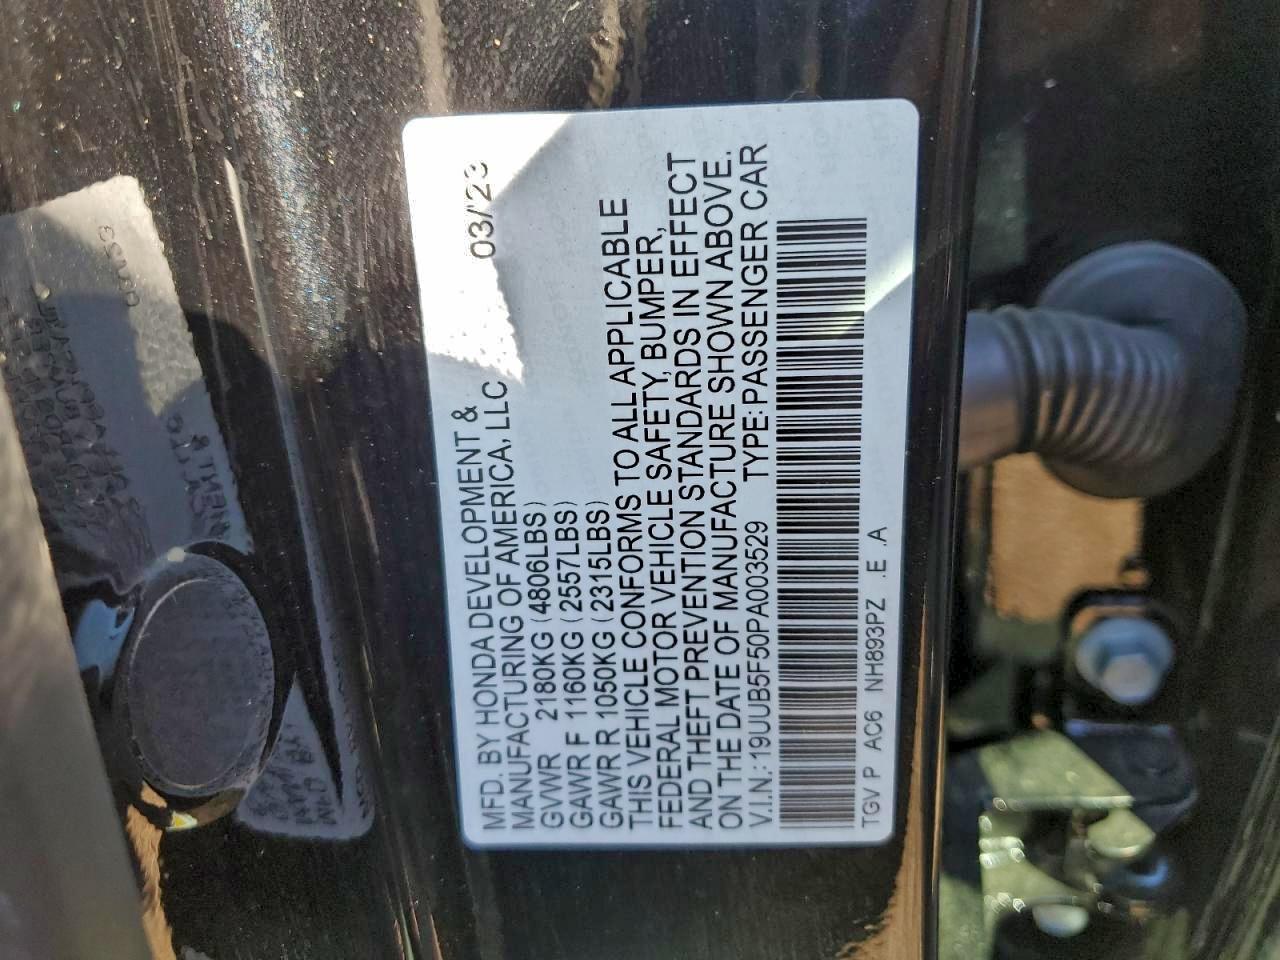 MFD. BY HONDA DEVELOPMENT & 03/23
MANUFACTURING OF AMERICA, LLC
GVWR 2180KG (4806LBS)
GAWR F 1160KG (2557LBS)
GAWR R 1050KG (2315LBS)
THIS VEHICLE CONFORMS TO ALL APPLICABLE
FEDERAL MOTOR VEHICLE SAFETY, BUMPER,
AND THEFT PREVENTION STANDARDS IN EFFECT
ON THE DATE OF MANUFACTURE SHOWN ABOVE.
V.I.N.: 19UUB5F50PA003529 TYPE: PASSENGER CAR
TGV P AC6 NH893PZ .E .A